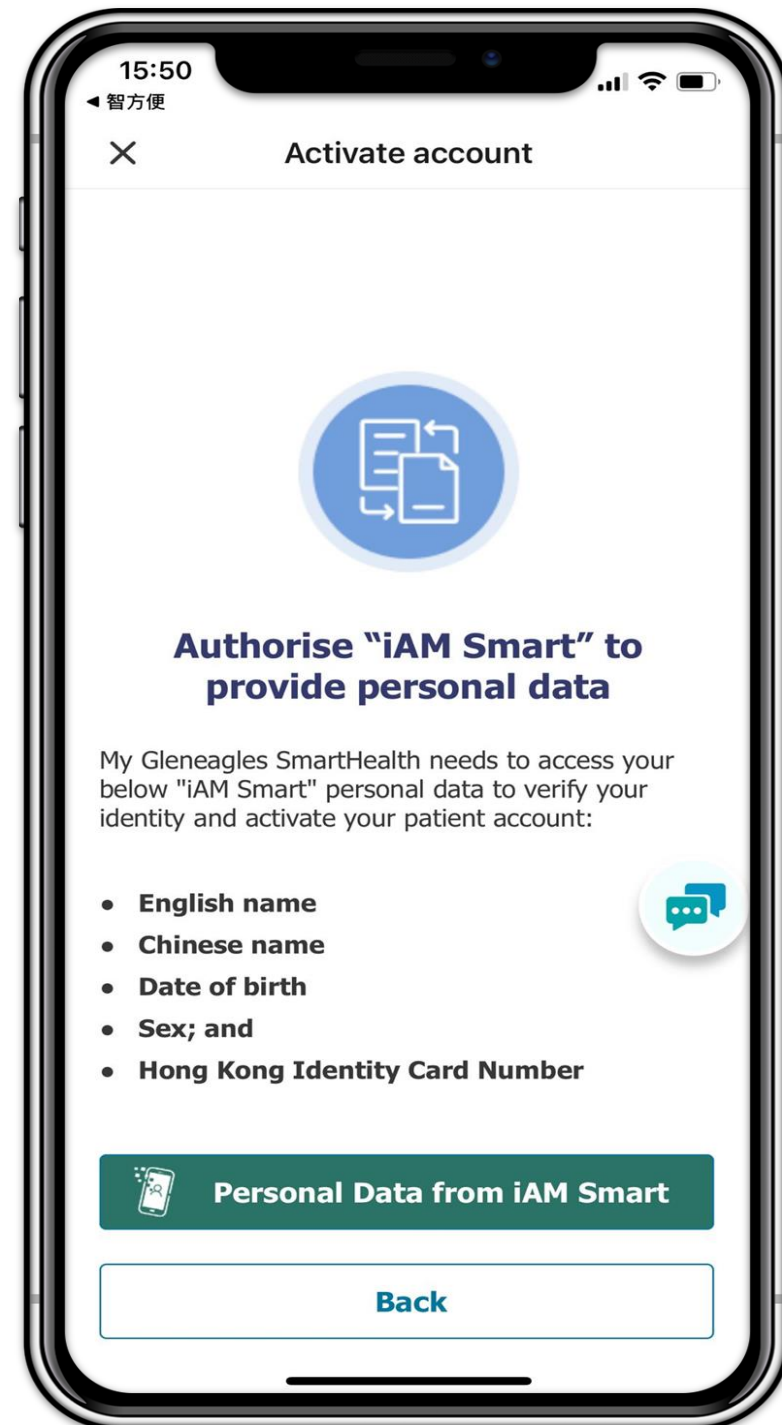 15:50
◀ 智方便
Activate account
Authorise “iAM Smart” to
provide personal data
My Gleneagles SmartHealth needs to access your
below "iAM Smart" personal data to verify your
identity and activate your patient account:
• English name
• Chinese name
• Date of birth
• Sex; and
• Hong Kong Identity Card Number
Personal Data from iAM Smart
Back